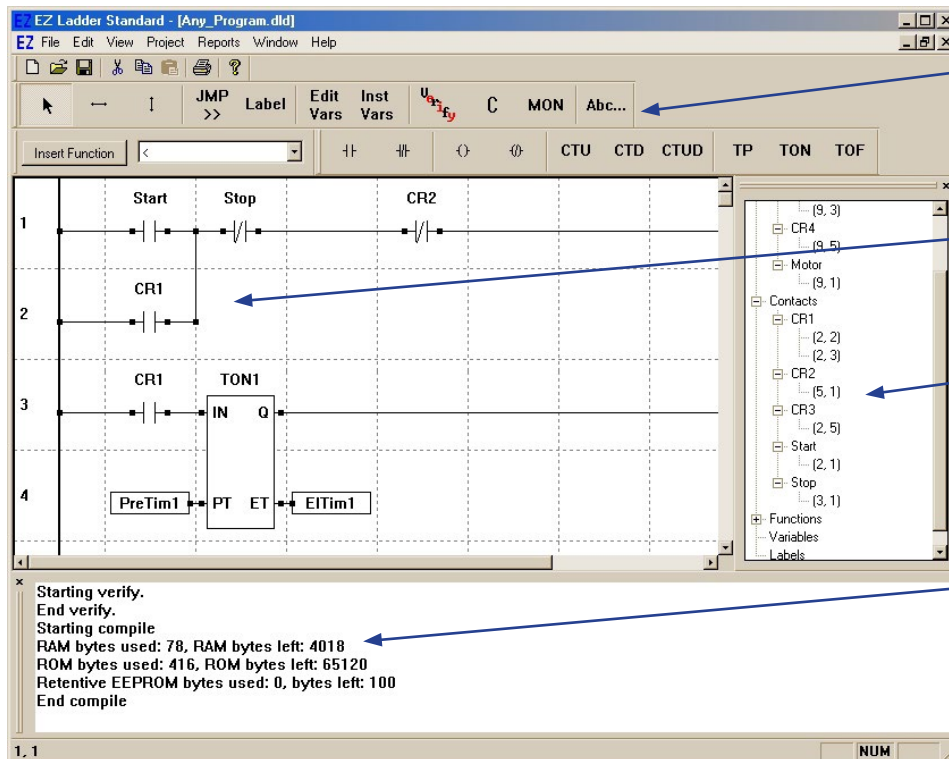 EZ EZ Ladder Standard - [Any_Program.dld]
EZ File Edit View Project Reports Window Help
JMP >> Label Edit Vars Inst Vars Verify C MON Abc...
Insert Function < CTU CTD CTUD TP TON TOF
1
Start Stop CR2
2
CR1
3
CR1 TON1
IN Q
4
PreTim1 PT ET ElTim1
(9, 3)
CR4
(9, 5)
Motor
(9, 1)
Contacts
CR1
(2, 2)
(2, 3)
CR2
(5, 1)
CR3
(2, 5)
Start
(2, 1)
Stop
(3, 1)
Functions
Variables
Labels
Starting verify.
End verify.
Starting compile
RAM bytes used: 78, RAM bytes left: 4018
ROM bytes used: 416, ROM bytes left: 65120
Retentive EEPROM bytes used: 0, bytes left: 100
End compile
1, 1 NUM